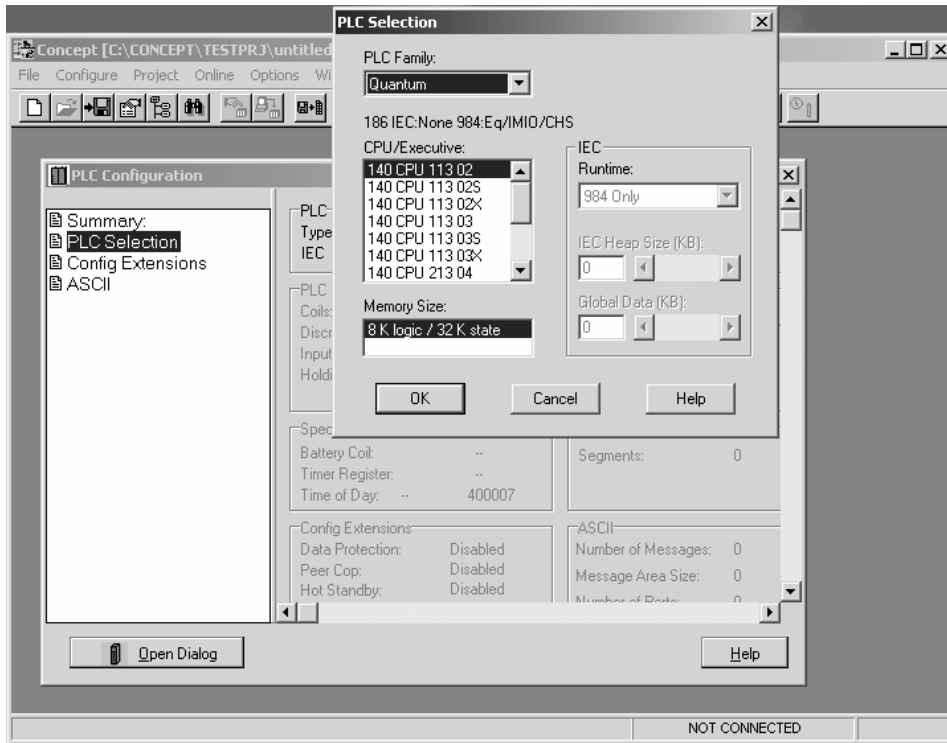 PLC Selection
Concept [C:\CONCEPT\TESTPRJ\untitled
File Configure Project Online Options Wi
PLC Family:
Quantum
186 IEC:None 984:Eq/IMIO/CHS
CPU/Executive:
140 CPU 113 02
140 CPU 113 02S
140 CPU 113 02X
140 CPU 113 03
140 CPU 113 03S
140 CPU 113 03X
140 CPU 213 04
Memory Size:
8 K logic / 32 K state
IEC
Runtime:
984 Only
IEC Heap Size (KB):
0
Global Data (KB):
0
OK
Cancel
Help
PLC Configuration
Summary:
PLC Selection
Config Extensions
ASCII
PLC
Type
IEC
PLC
Coils:
Discr
Input
Holdi
Spec
Battery Coil: --
Timer Register: --
Time of Day: -- 400007
Segments: 0
Config Extensions
Data Protection: Disabled
Peer Cop: Disabled
Hot Standby: Disabled
ASCII
Number of Messages: 0
Message Area Size: 0
Number of Ports: 0
Open Dialog
Help
NOT CONNECTED